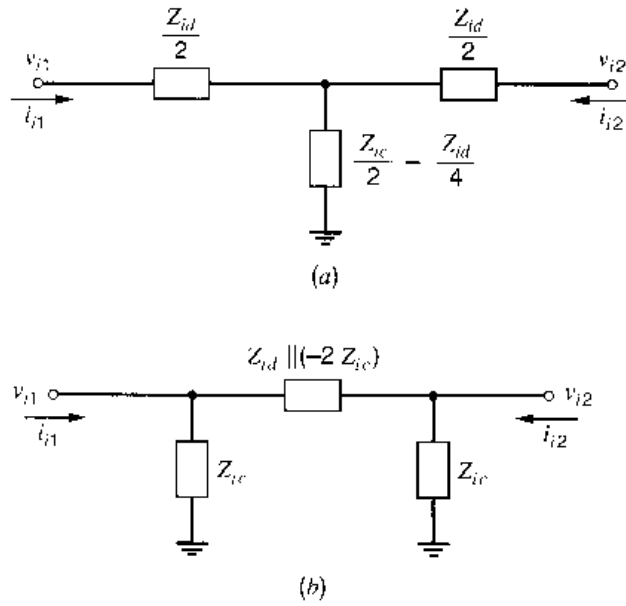 Z_id/2 Z_id/2
v_i1 v_i2
i_i1 i_i2
Z_ic/2 − Z_id/4
(a)
Z_id ||(−2 Z_ic)
v_i1 v_i2
i_i1 i_i2
Z_ic Z_ic
(b)